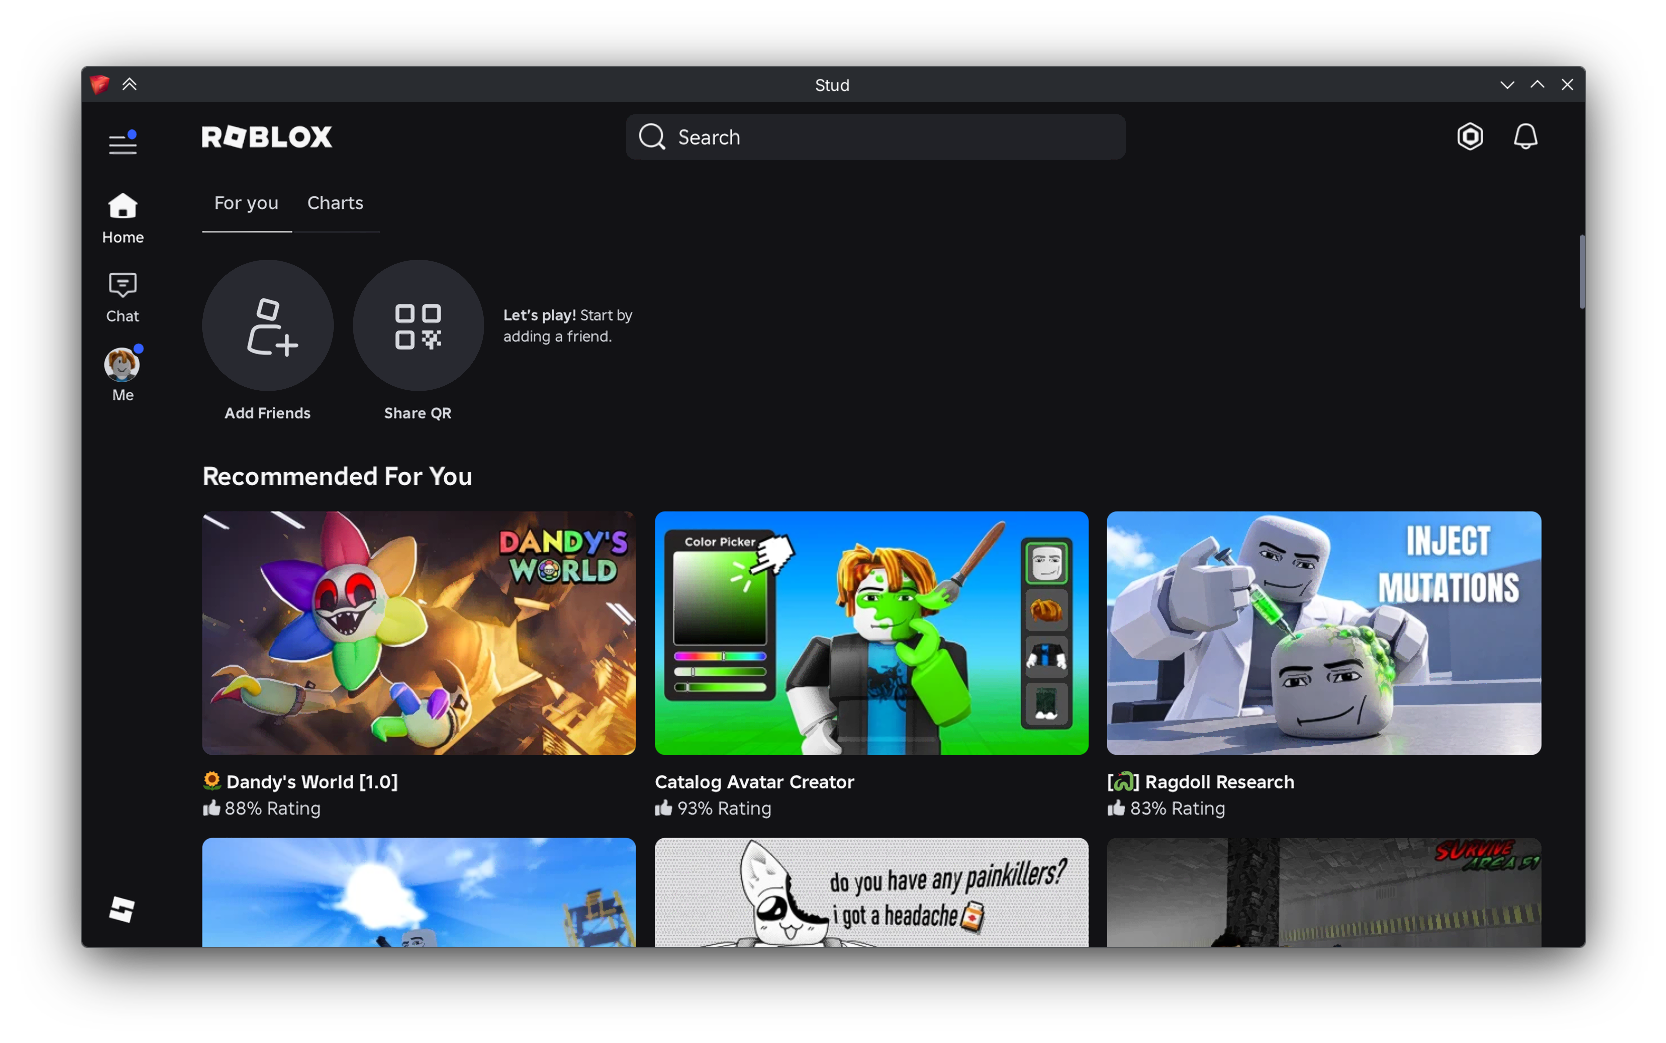 Stud
ROBLOX
Search
For you
Charts
Home
Chat
Me
Let's play! Start by
adding a friend.
Add Friends
Share QR
Recommended For You
Color Picker
DANDY'S
WORLD
INJECT
MUTATIONS
🌻 Dandy's World [1.0]
88% Rating
Catalog Avatar Creator
93% Rating
[🐍] Ragdoll Research
83% Rating
do you have any painkillers?
i got a headache
SURVIVE
AREA 51